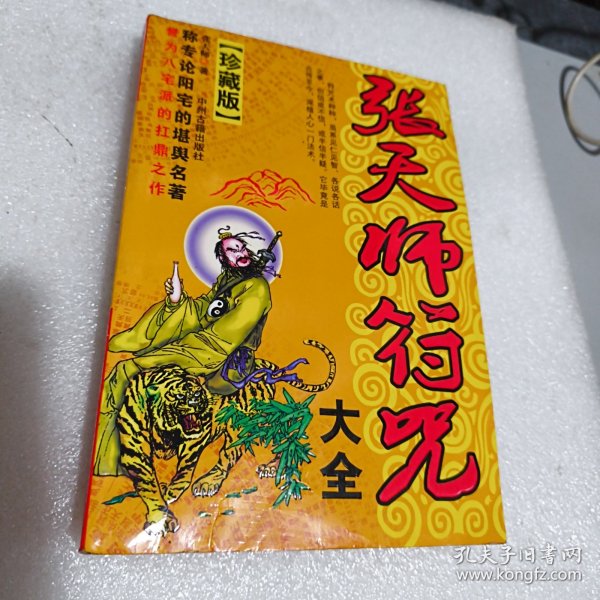 张天师符咒
大全
【珍藏版】
中州古籍出版社
称专论阳宅的堪舆名著
誉为八宅派的扛鼎之作
孔夫子旧书网
www.kongfz.com